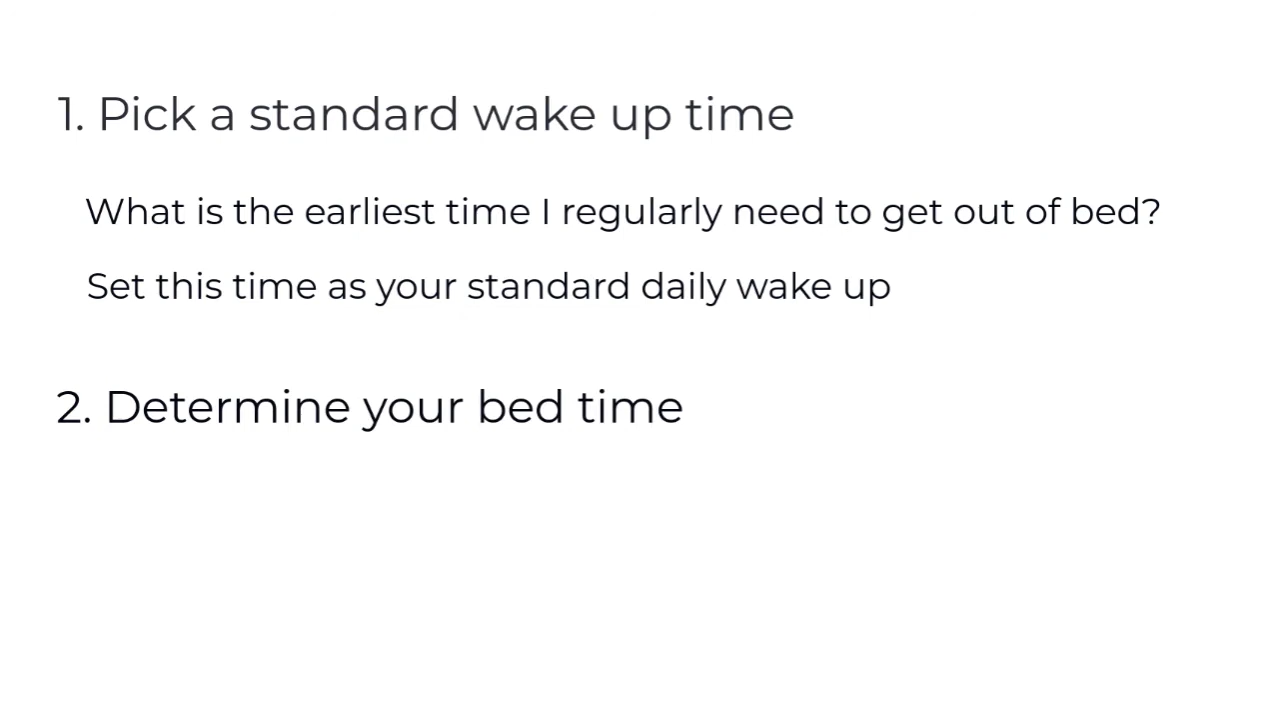 1. Pick a standard wake up time
What is the earliest time I regularly need to get out of bed?
Set this time as your standard daily wake up
2. Determine your bed time